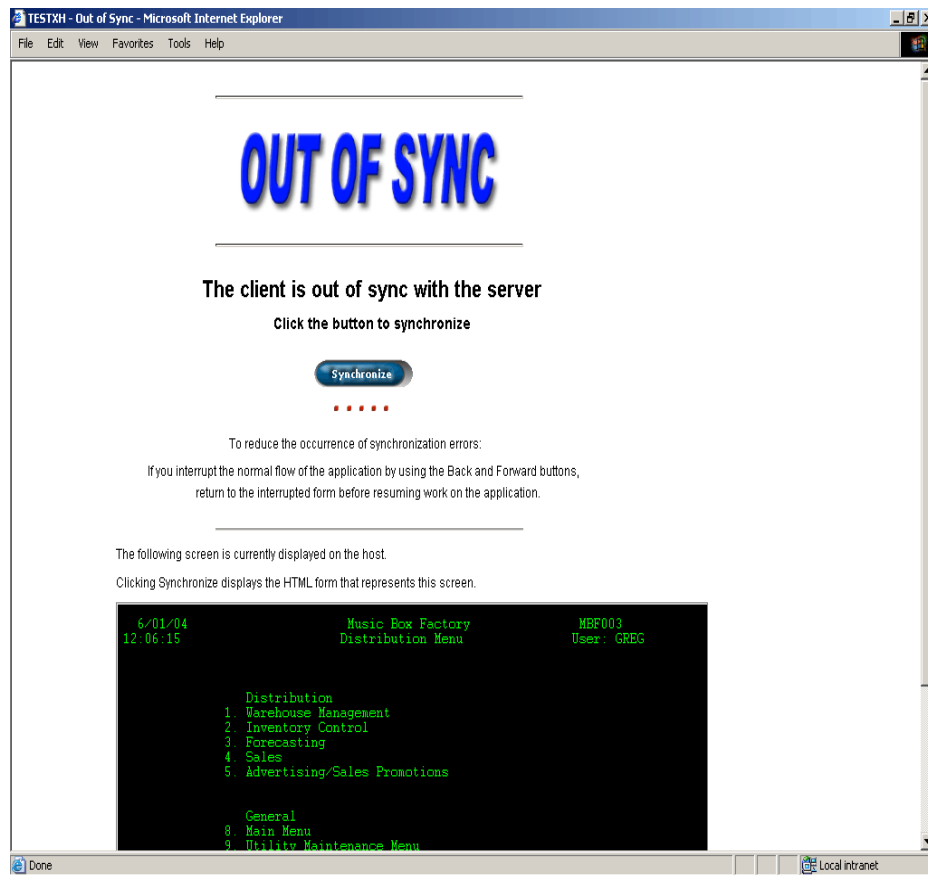 TESTXH - Out of Sync - Microsoft Internet Explorer
File Edit View Favorites Tools Help
OUT OF SYNC
The client is out of sync with the server
Click the button to synchronize
Synchronize
To reduce the occurrence of synchronization errors:
If you interrupt the normal flow of the application by using the Back and Forward buttons,
return to the interrupted form before resuming work on the application.
The following screen is currently displayed on the host.
Clicking Synchronize displays the HTML form that represents this screen.
6/01/04 Music Box Factory MBF003
12:06:15 Distribution Menu User: GREG
Distribution
1. Warehouse Management
2. Inventory Control
3. Forecasting
4. Sales
5. Advertising/Sales Promotions
General
8. Main Menu
9. Utility Maintenance Menu
Done Local intranet